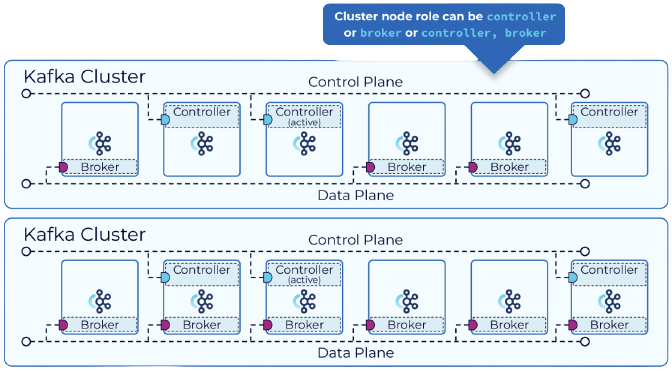 Cluster node role can be controller
or broker or controller, broker
Kafka Cluster
Control Plane
Controller
Controller
(active)
Controller
Broker
Broker
Broker
Data Plane
Kafka Cluster
Control Plane
Controller
Controller
(active)
Controller
Broker
Broker
Broker
Broker
Broker
Broker
Data Plane